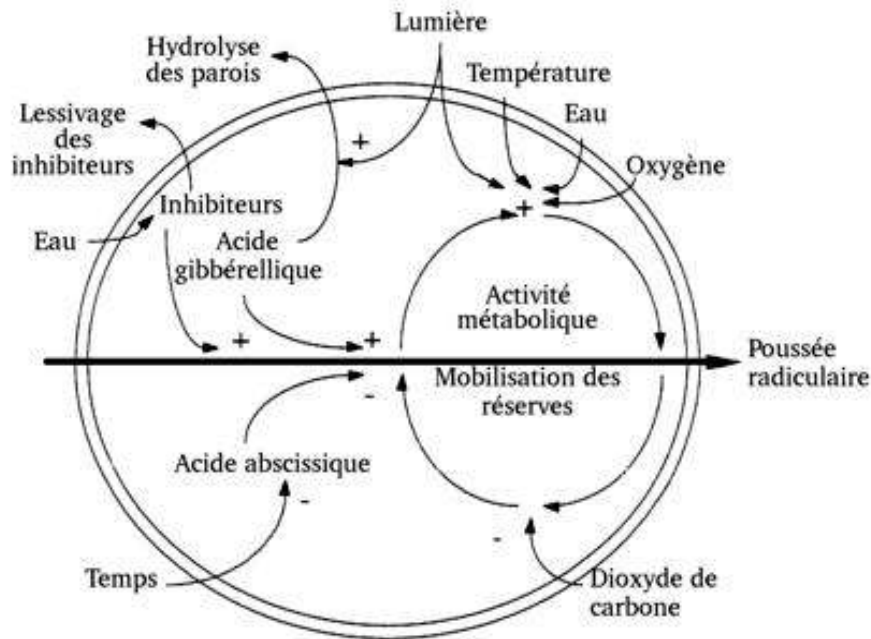 Lumière
Hydrolyse
des parois
Température
Lessivage
des
inhibiteurs
Eau
+
Oxygène
Inhibiteurs
+
Eau
Acide
gibbérellique
Activité
métabolique
+
+
Poussée
radiculaire
Mobilisation des
réserves
-
Acide abscissique
-
-
Temps
Dioxyde de
carbone